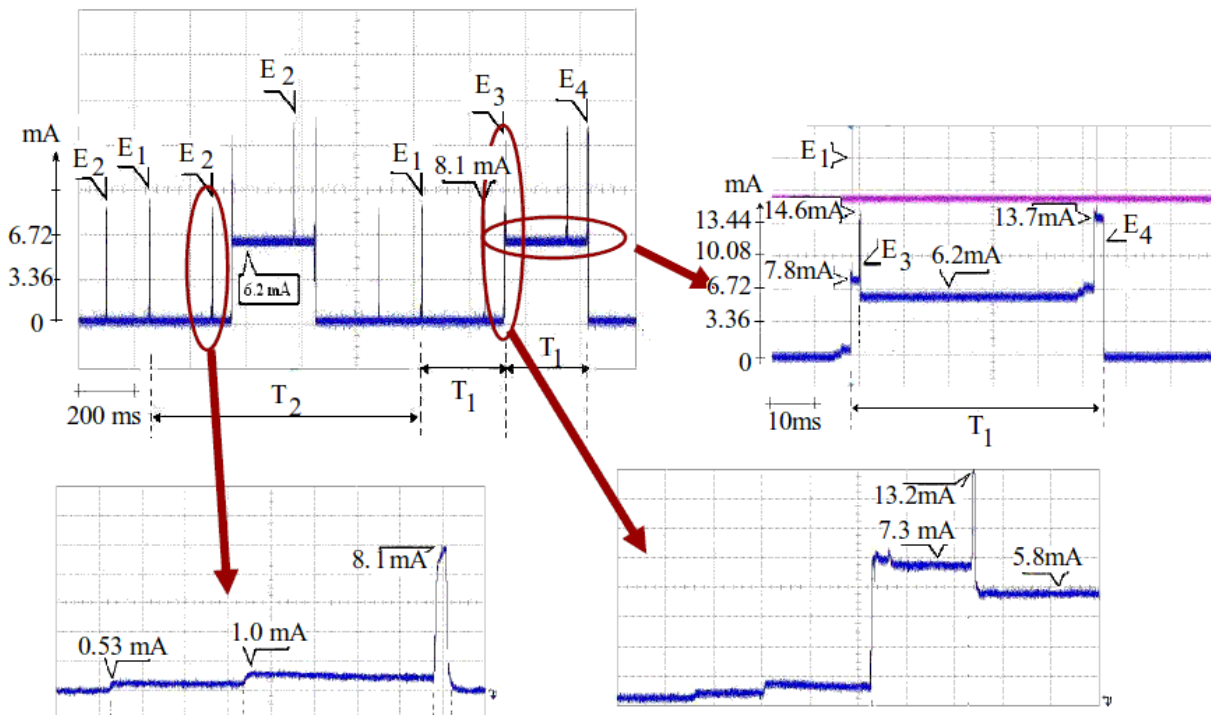 E2
E3
E4
mA
E2
E1
E2
E1
8.1 mA
6.72
3.36
0
6.2 mA
T1
T2
T1
200 ms
E1
mA
14.6mA
13.7mA
13.44
10.08
E4
E3
6.2mA
7.8mA
6.72
3.36
0
10ms
T1
8.1 mA
1.0 mA
0.53 mA
13.2mA
7.3 mA
5.8mA